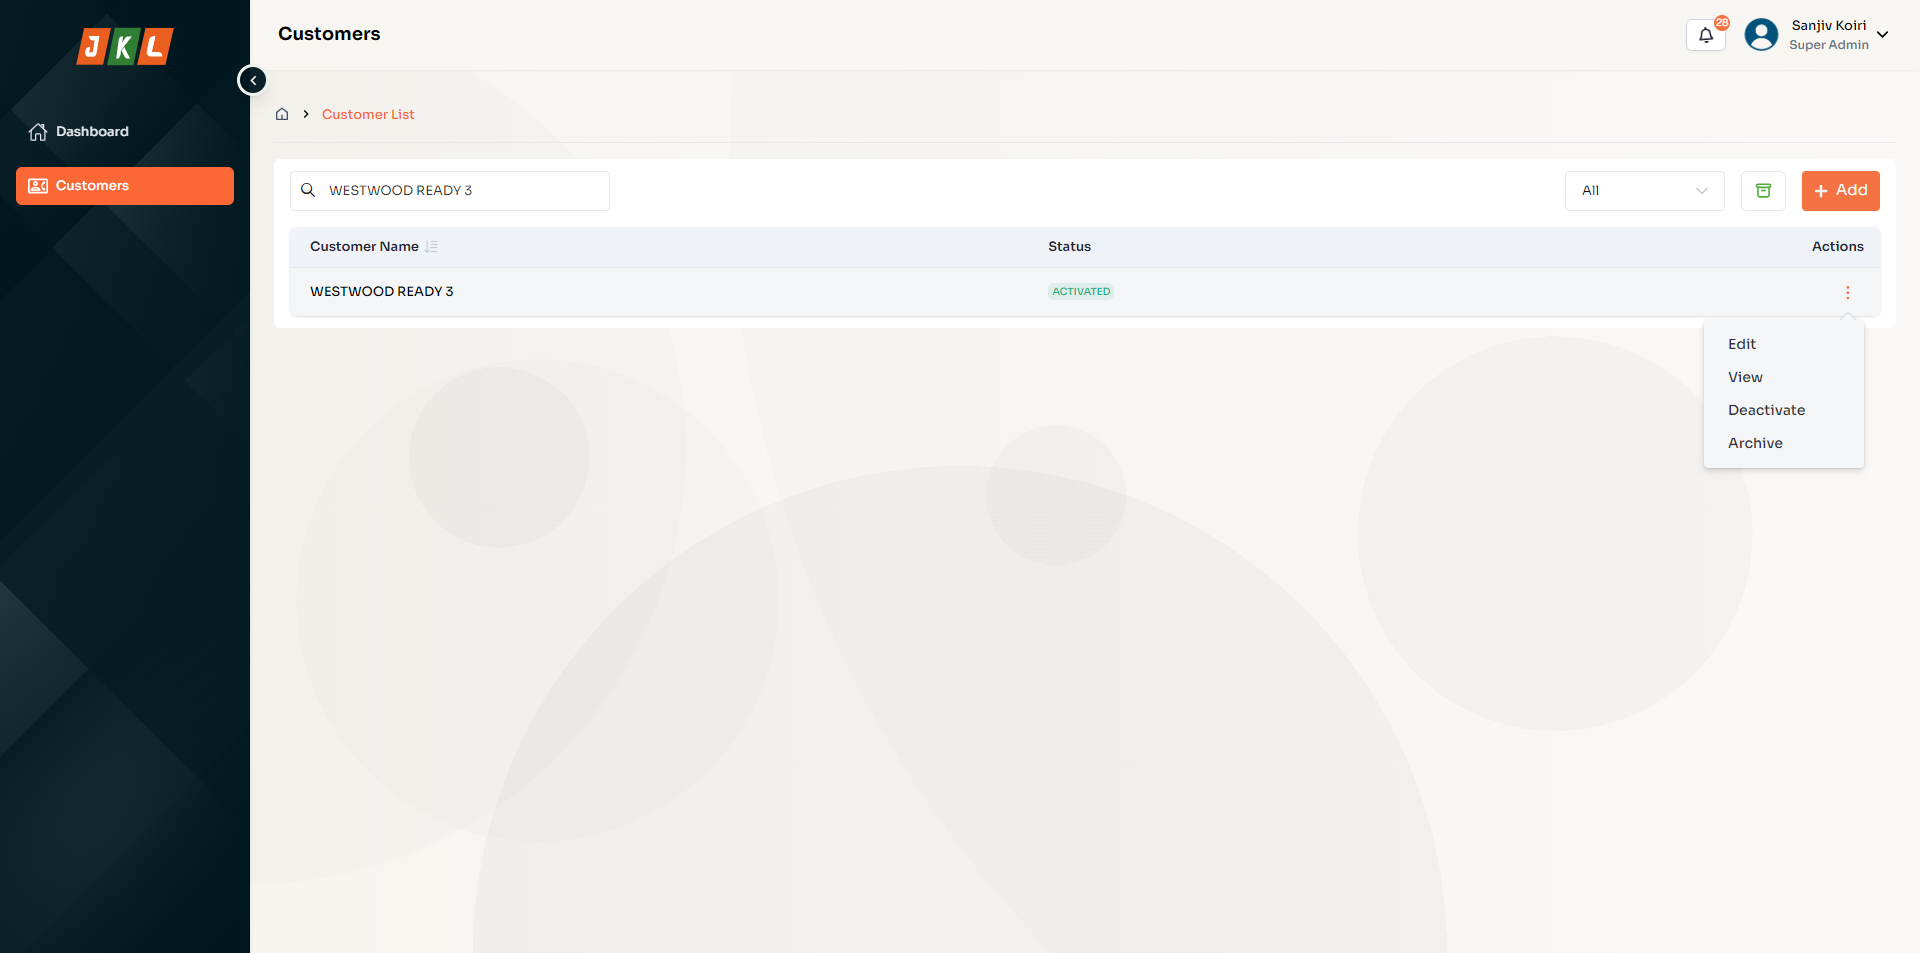 JKL
Dashboard
Customers
Customers
28
Sanjiv Koiri
Super Admin
Customer List
WESTWOOD READY 3
All
Add
Customer Name
Status
Actions
WESTWOOD READY 3
ACTIVATED
Edit
View
Deactivate
Archive